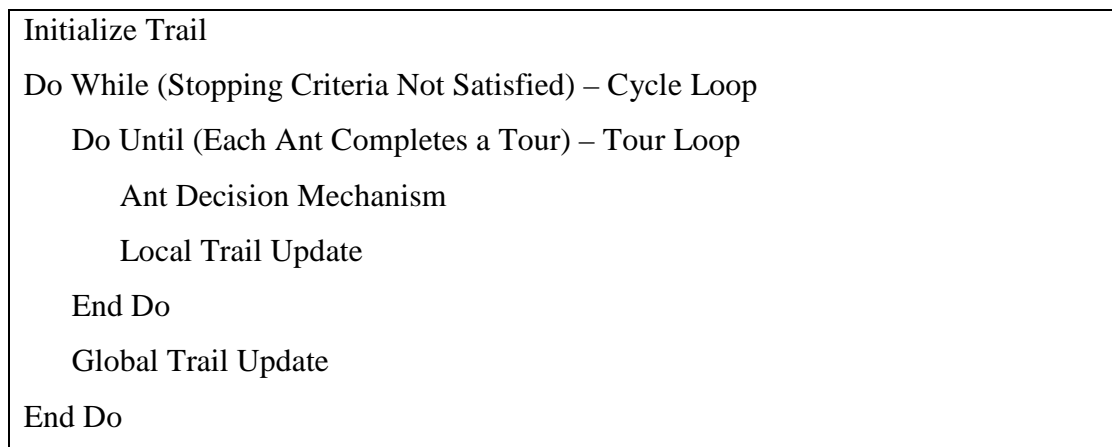 Initialize Trail
Do While (Stopping Criteria Not Satisfied) – Cycle Loop
Do Until (Each Ant Completes a Tour) – Tour Loop
Ant Decision Mechanism
Local Trail Update
End Do
Global Trail Update
End Do